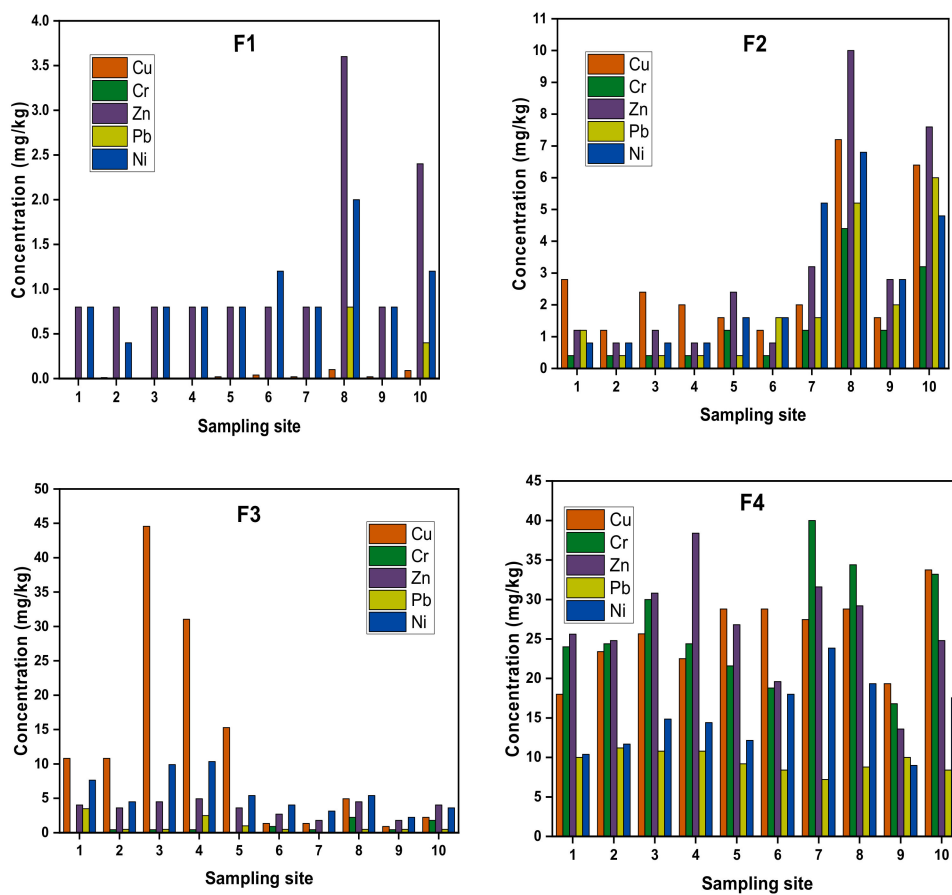 F1
Cu
Cr
Zn
Pb
Ni
Concentration (mg/kg)
4.0
3.5
3.0
2.5
2.0
1.5
1.0
0.5
0.0
1 2 3 4 5 6 7 8 9 10
Sampling site
F2
Cu
Cr
Zn
Pb
Ni
Concentration (mg/kg)
11
10
9
8
7
6
5
4
3
2
1
0
1 2 3 4 5 6 7 8 9 10
Sampling site
F3
Cu
Cr
Zn
Pb
Ni
Concentration (mg/kg)
50
45
40
35
30
25
20
15
10
5
0
1 2 3 4 5 6 7 8 9 10
Sampling site
F4
Cu
Cr
Zn
Pb
Ni
Concentration (mg/kg)
45
40
35
30
25
20
15
10
5
0
1 2 3 4 5 6 7 8 9 10
Sampling site